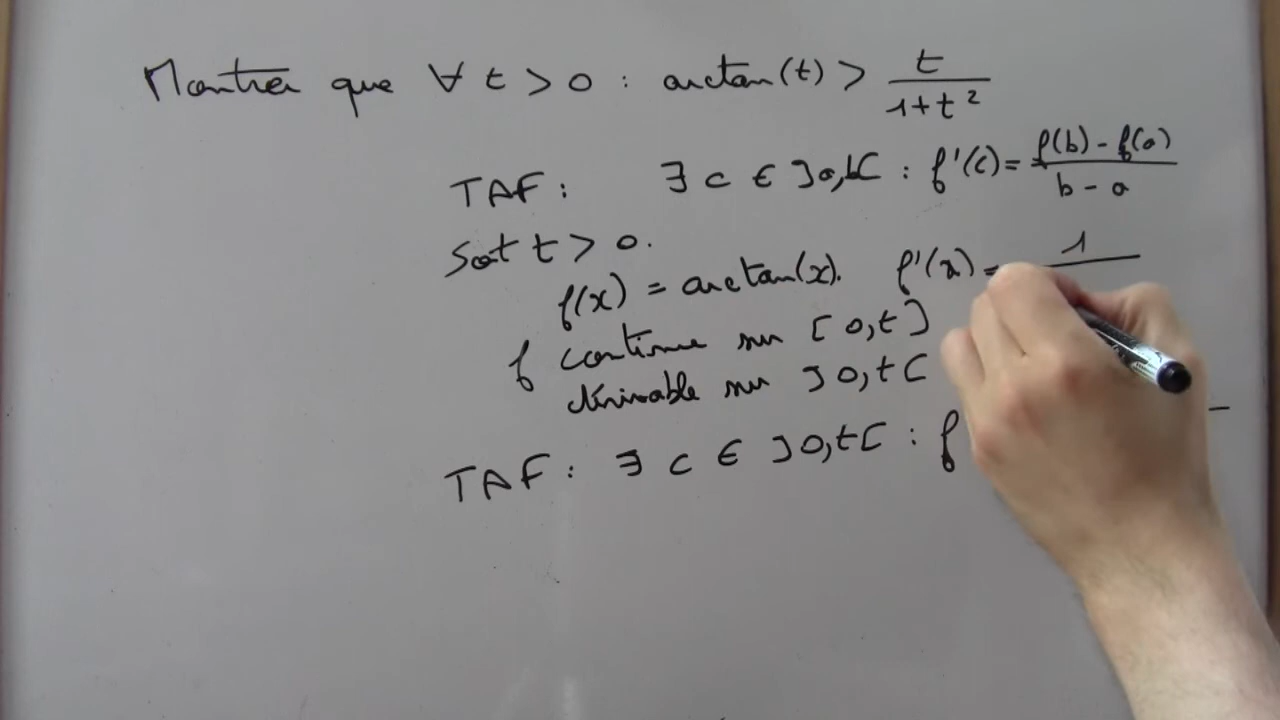 Montrer que ∀ t > 0 : arctan(t) > t / (1+t²)
TAF : ∃ c ∈ ]a,b[ : f'(c) = (f(b) - f(a)) / (b - a)
Soit t > 0.
f(x) = arctan(x). f'(x) = 1
f continue sur [0,t]
dérivable sur ]0,t[
TAF : ∃ c ∈ ]0,t[ : f